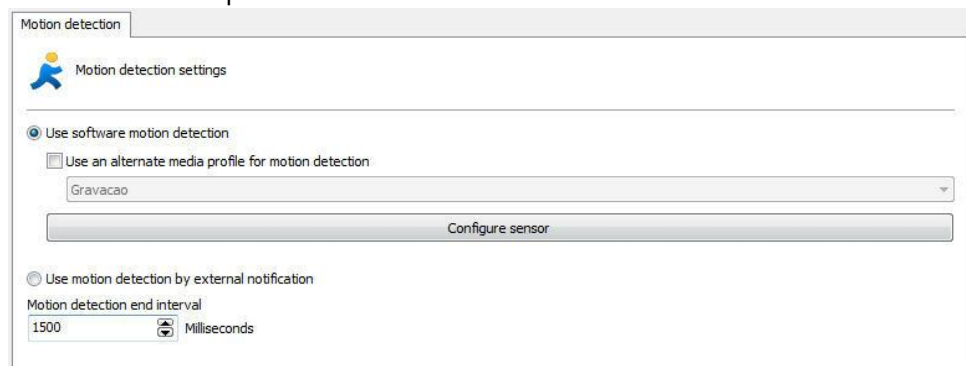 Motion detection
Motion detection settings
Use software motion detection
Use an alternate media profile for motion detection
Gravacao
Configure sensor
Use motion detection by external notification
Motion detection end interval
1500 Milliseconds